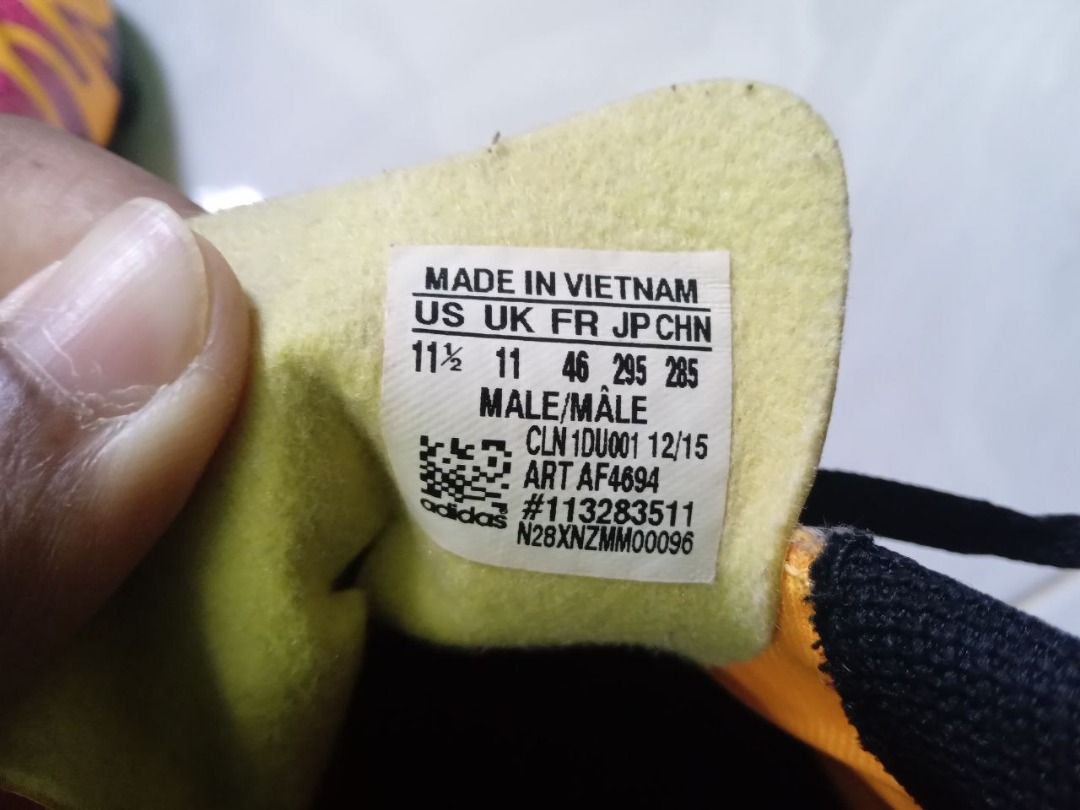 MADE IN VIETNAM
US UK FR JP CHN
11½ 11 46 295 285
MALE/MÂLE
CLN 1DU001 12/15
ART AF4694
#113283511
adidas
N28XNZMM00096